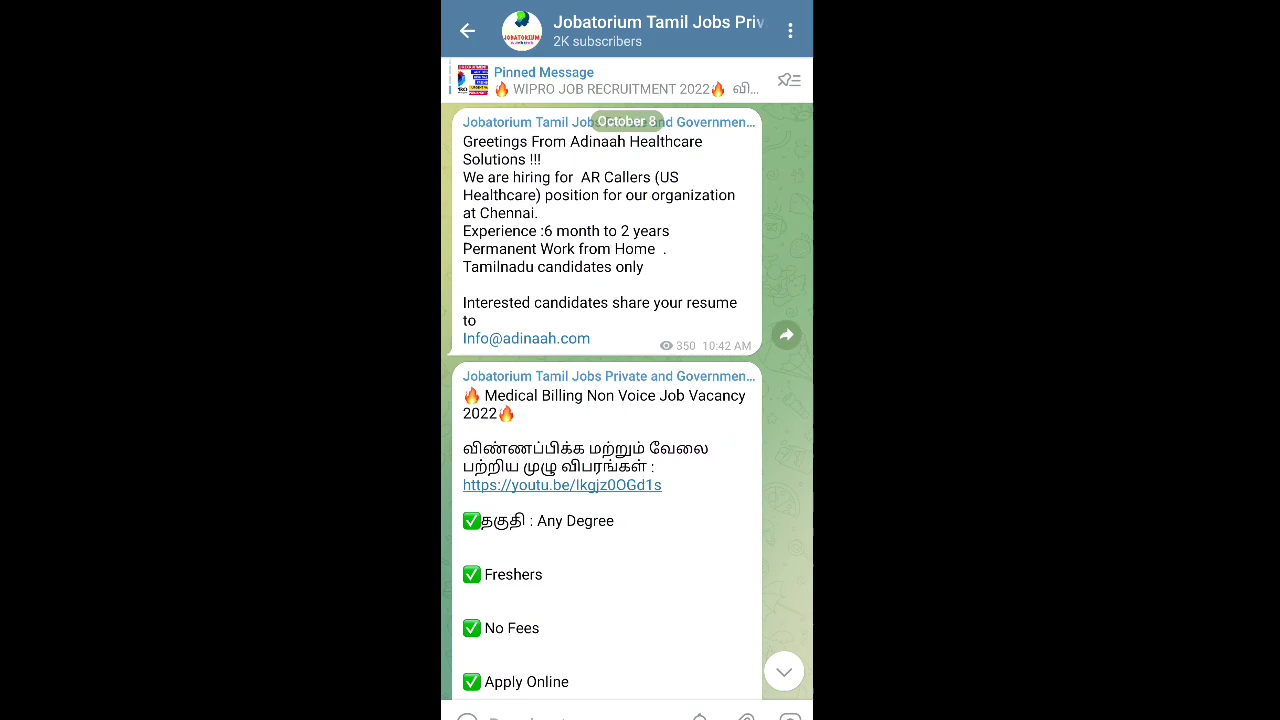 Jobatorium Tamil Jobs Priv
2K subscribers
Pinned Message
🔥 WIPRO JOB RECRUITMENT 2022🔥 வி...
October 8
Jobatorium Tamil Jobs Private and Governmen...
Greetings From Adinaah Healthcare
Solutions !!!
We are hiring for AR Callers (US
Healthcare) position for our organization
at Chennai.
Experience :6 month to 2 years
Permanent Work from Home .
Tamilnadu candidates only
Interested candidates share your resume
to
Info@adinaah.com
350 10:42 AM
Jobatorium Tamil Jobs Private and Governmen...
🔥 Medical Billing Non Voice Job Vacancy
2022🔥
விண்ணப்பிக்க மற்றும் வேலை
பற்றிய முழு விபரங்கள் :
https://youtu.be/Ikgjz0OGd1s
✅தகுதி : Any Degree
✅ Freshers
✅ No Fees
✅ Apply Online